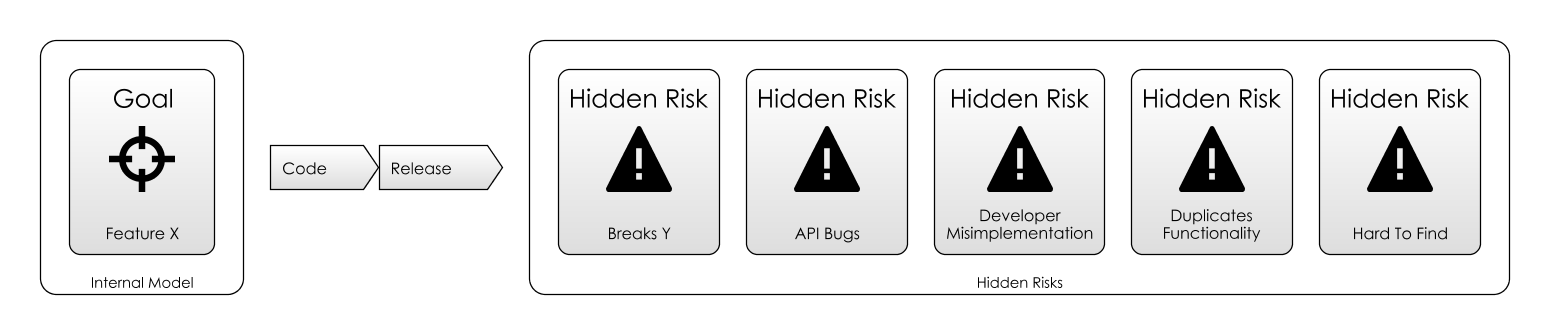 Goal
Feature X
Internal Model
Code
Release
Hidden Risk
Breaks Y
Hidden Risk
API Bugs
Hidden Risk
Developer
Misimplementation
Hidden Risk
Duplicates
Functionality
Hidden Risk
Hard To Find
Hidden Risks